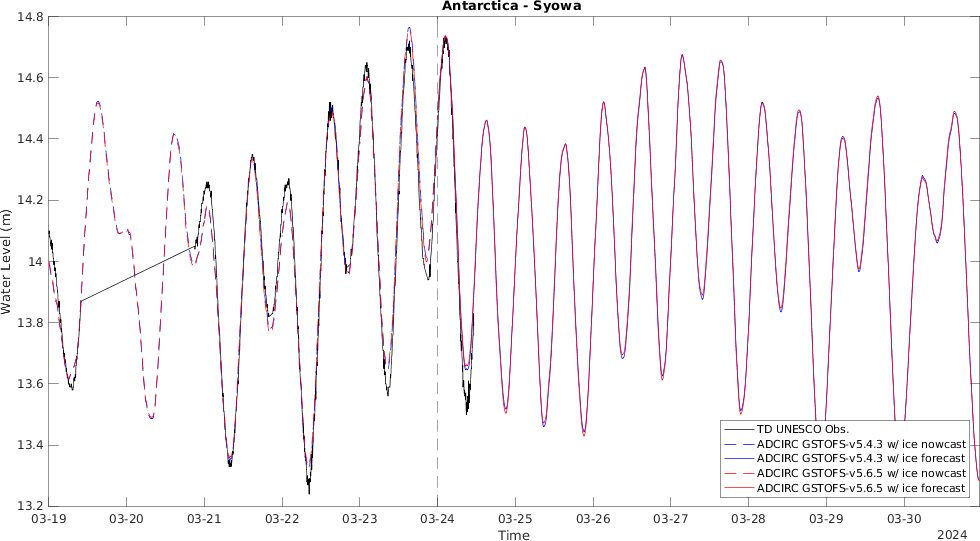 Antarctica - Syowa
Water Level (m)
14.8
14.6
14.4
14.2
14
13.8
13.6
13.4
13.2
TD UNESCO Obs.
ADCIRC GSTOFS-v5.4.3 w/ ice nowcast
ADCIRC GSTOFS-v5.4.3 w/ ice forecast
ADCIRC GSTOFS-v5.6.5 w/ ice nowcast
ADCIRC GSTOFS-v5.6.5 w/ ice forecast
03-19 03-20 03-21 03-22 03-23 03-24 03-25 03-26 03-27 03-28 03-29 03-30
Time
2024